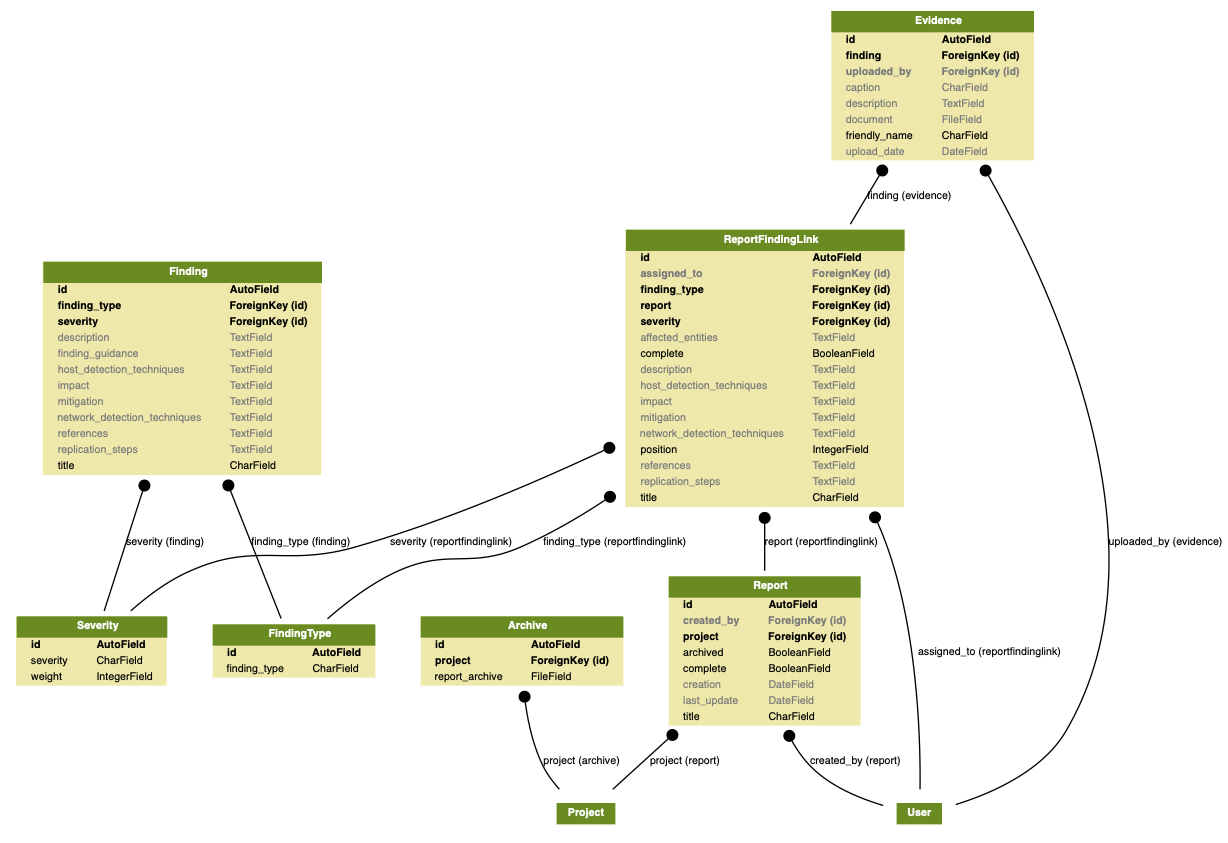 Evidence
id AutoField
finding ForeignKey (id)
uploaded_by ForeignKey (id)
caption CharField
description TextField
document FileField
friendly_name CharField
upload_date DateField
finding (evidence)
ReportFindingLink
id AutoField
assigned_to ForeignKey (id)
finding_type ForeignKey (id)
report ForeignKey (id)
severity ForeignKey (id)
affected_entities TextField
complete BooleanField
description TextField
host_detection_techniques TextField
impact TextField
mitigation TextField
network_detection_techniques TextField
position IntegerField
references TextField
replication_steps TextField
title CharField
Finding
id AutoField
finding_type ForeignKey (id)
severity ForeignKey (id)
description TextField
finding_guidance TextField
host_detection_techniques TextField
impact TextField
mitigation TextField
network_detection_techniques TextField
references TextField
replication_steps TextField
title CharField
severity (finding)
finding_type (finding)
severity (reportfindinglink)
finding_type (reportfindinglink)
report (reportfindinglink)
uploaded_by (evidence)
Severity
id AutoField
severity CharField
weight IntegerField
FindingType
id AutoField
finding_type CharField
Archive
id AutoField
project ForeignKey (id)
report_archive FileField
Report
id AutoField
created_by ForeignKey (id)
project ForeignKey (id)
archived BooleanField
complete BooleanField
creation DateField
last_update DateField
title CharField
assigned_to (reportfindinglink)
project (archive)
project (report)
created_by (report)
Project
User